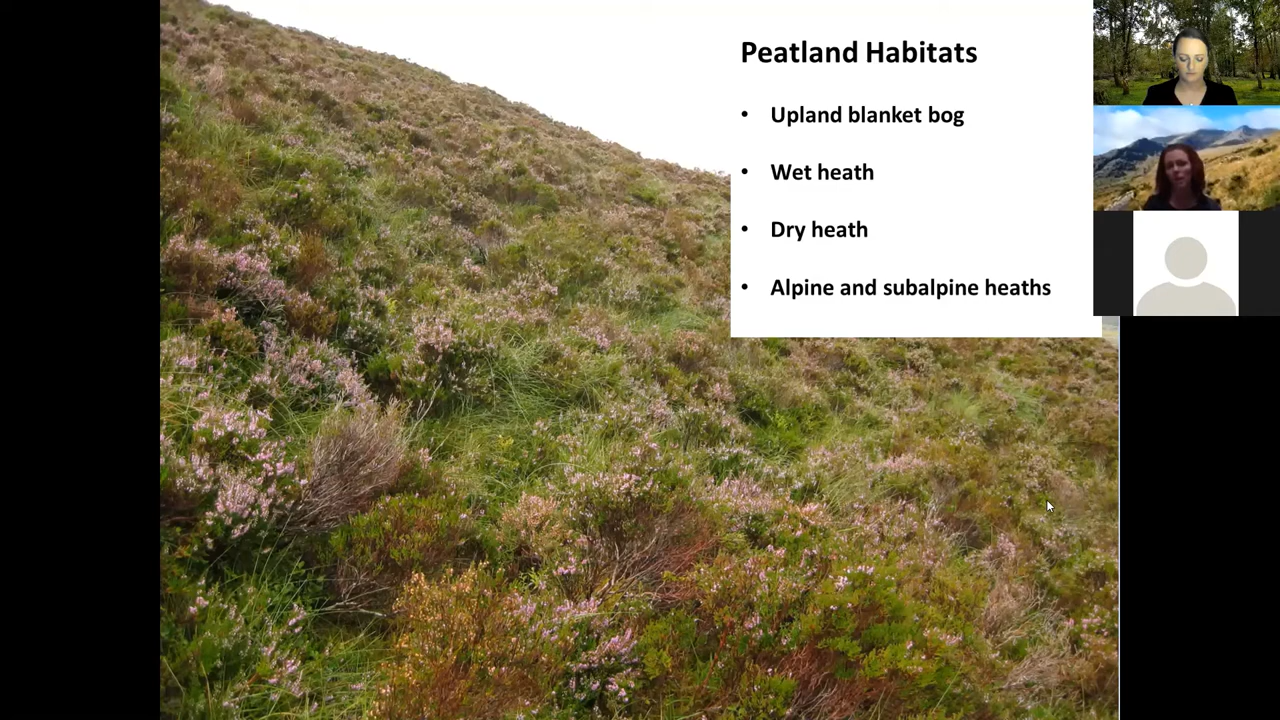 Peatland Habitats
• Upland blanket bog
• Wet heath
• Dry heath
• Alpine and subalpine heaths